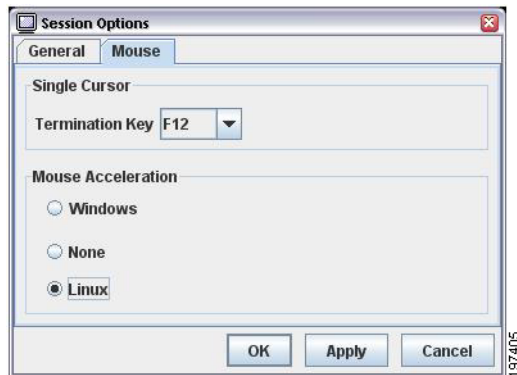 Session Options
General Mouse
Single Cursor
Termination Key F12
Mouse Acceleration
Windows
None
Linux
OK Apply Cancel
197405